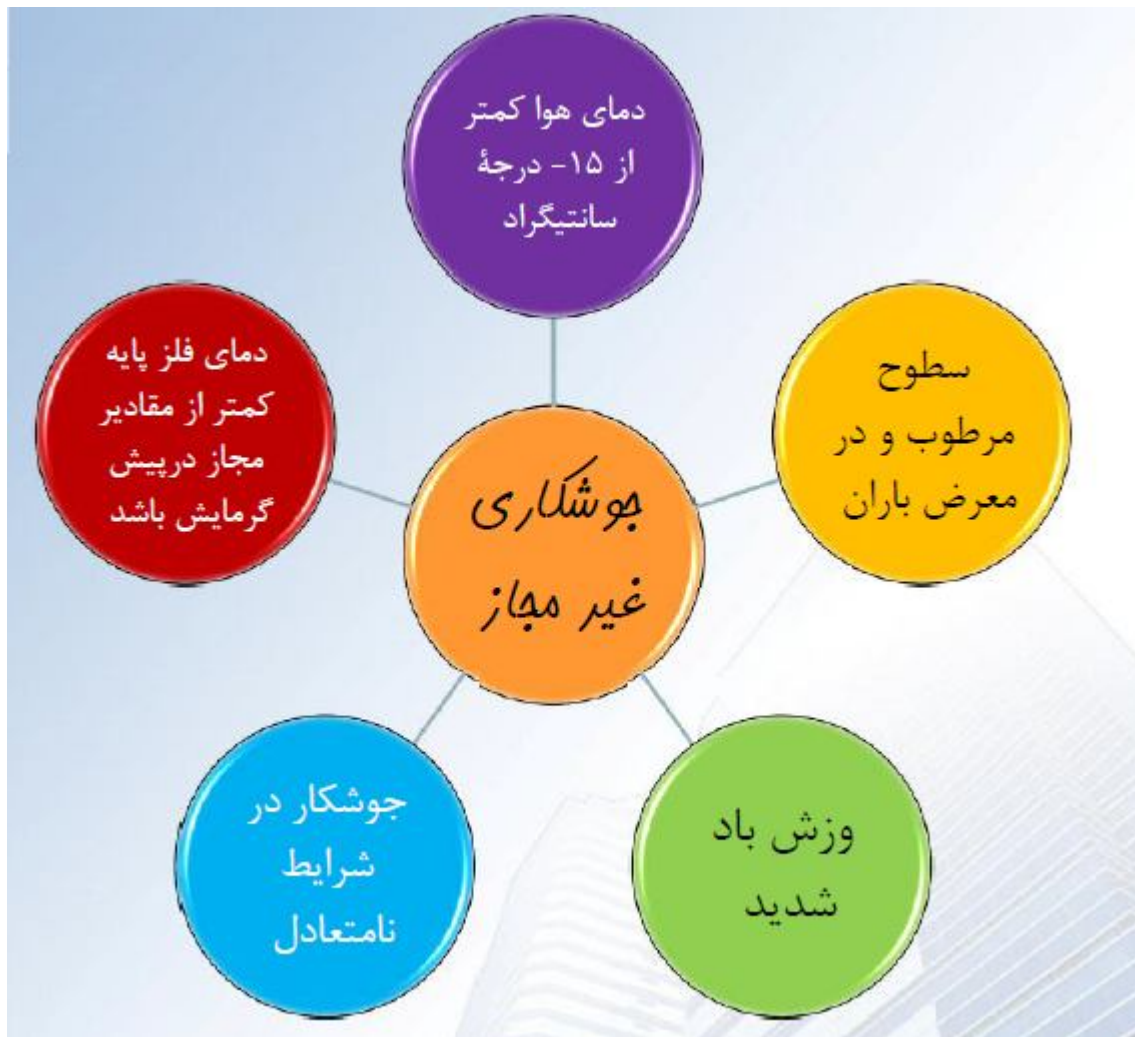 دمای هوا کمتر
از ۱۵- درجهٔ
سانتیگراد
سطوح
مرطوب و در
معرض باران
وزش باد
شدید
جوشکار در
شرایط
نامتعادل
دمای فلز پایه
کمتر از مقادیر
مجاز درپیش
گرمایش باشد
جوشکاری
غیر مجاز